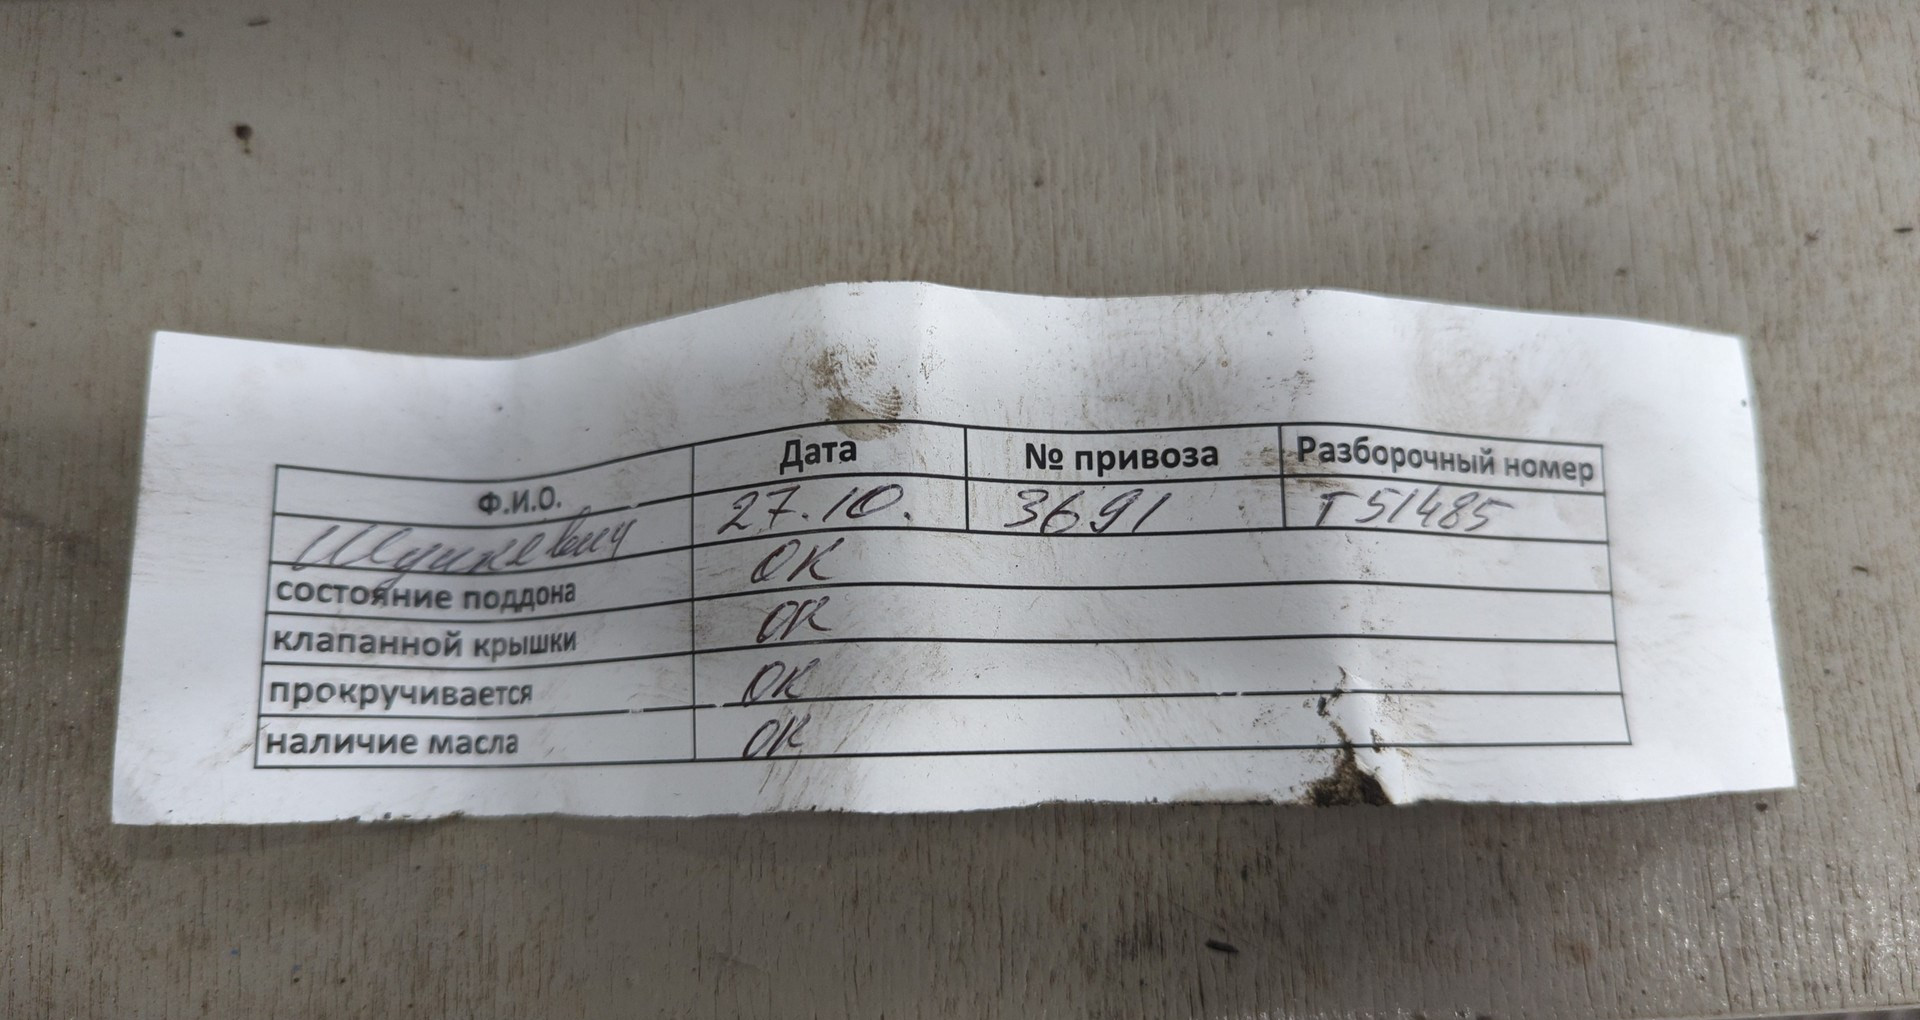 Ф.И.О. Дата № привоза Разборочный номер
Шушкевич 27.10. 3691 Т51485
состояние поддона ОК
клапанной крышки ОК
прокручивается ОК
наличие масла ОК